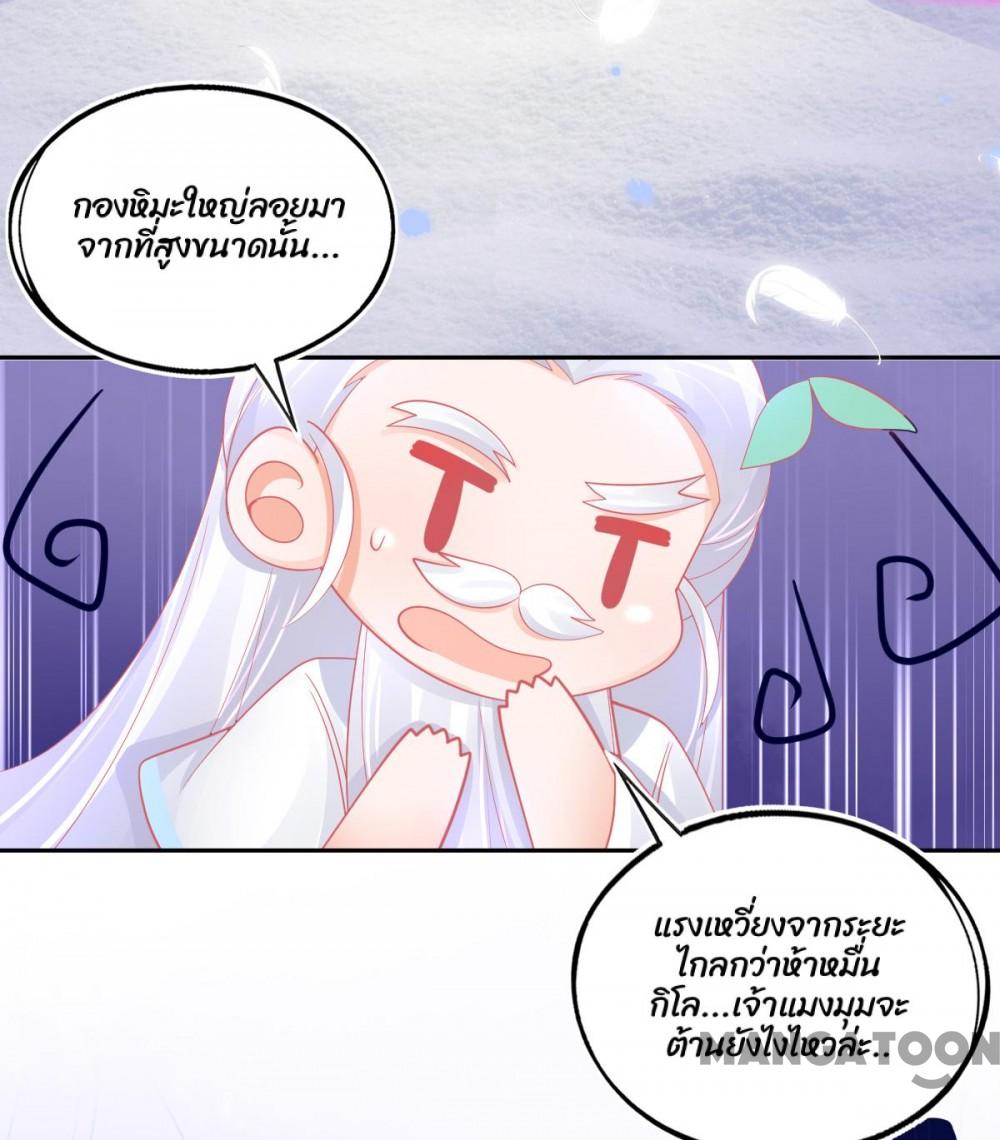 กองหิมะใหญ่ลอยมา
จากที่สูงขนาดนั้น...
T T
แรงเหวี่ยงจากระยะ
ไกลกว่าห้าหมื่น
กิโล...เจ้าแมงมุมจะ
ต้านยังไงไหวล่ะ..
MANGATOON